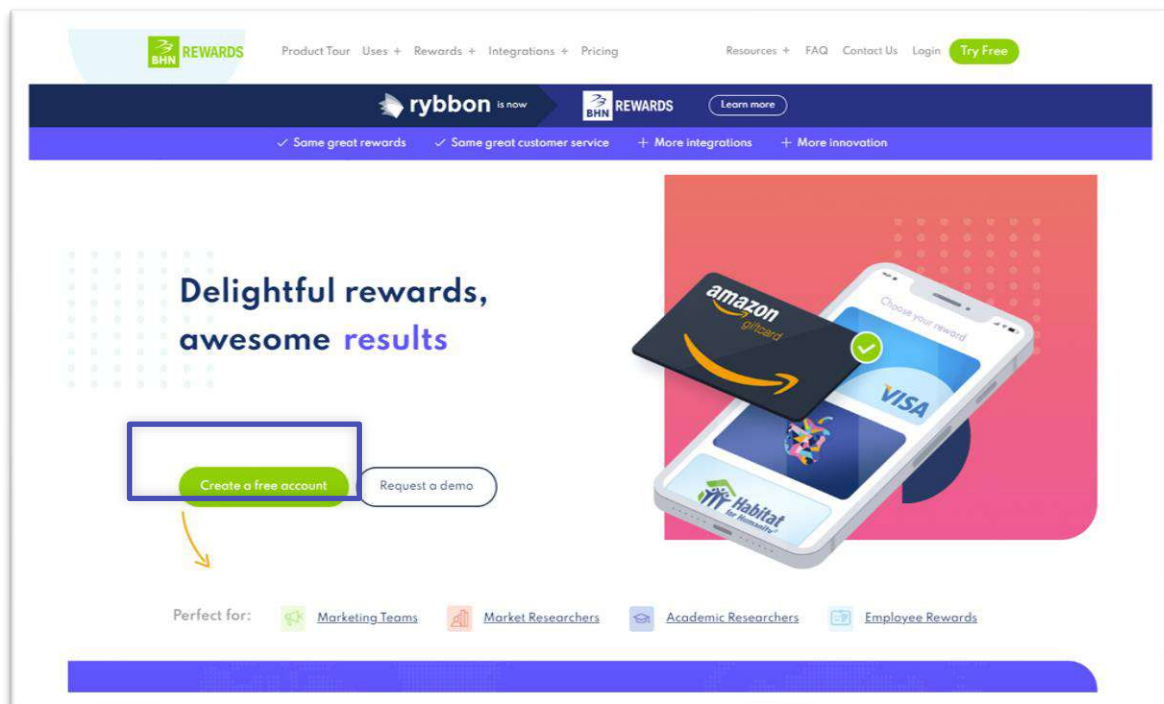 BHN REWARDS Product Tour Uses + Rewards + Integrations + Pricing Resources + FAQ Contact Us Login Try Free
rybbon is now BHN REWARDS Learn more
Same great rewards Same great customer service + More integrations + More innovation
Delightful rewards,
awesome results
Create a free account Request a demo
amazon
giftcard
Choose your reward
VISA
Habitat
for Humanity
Perfect for: Marketing Teams Market Researchers Academic Researchers Employee Rewards